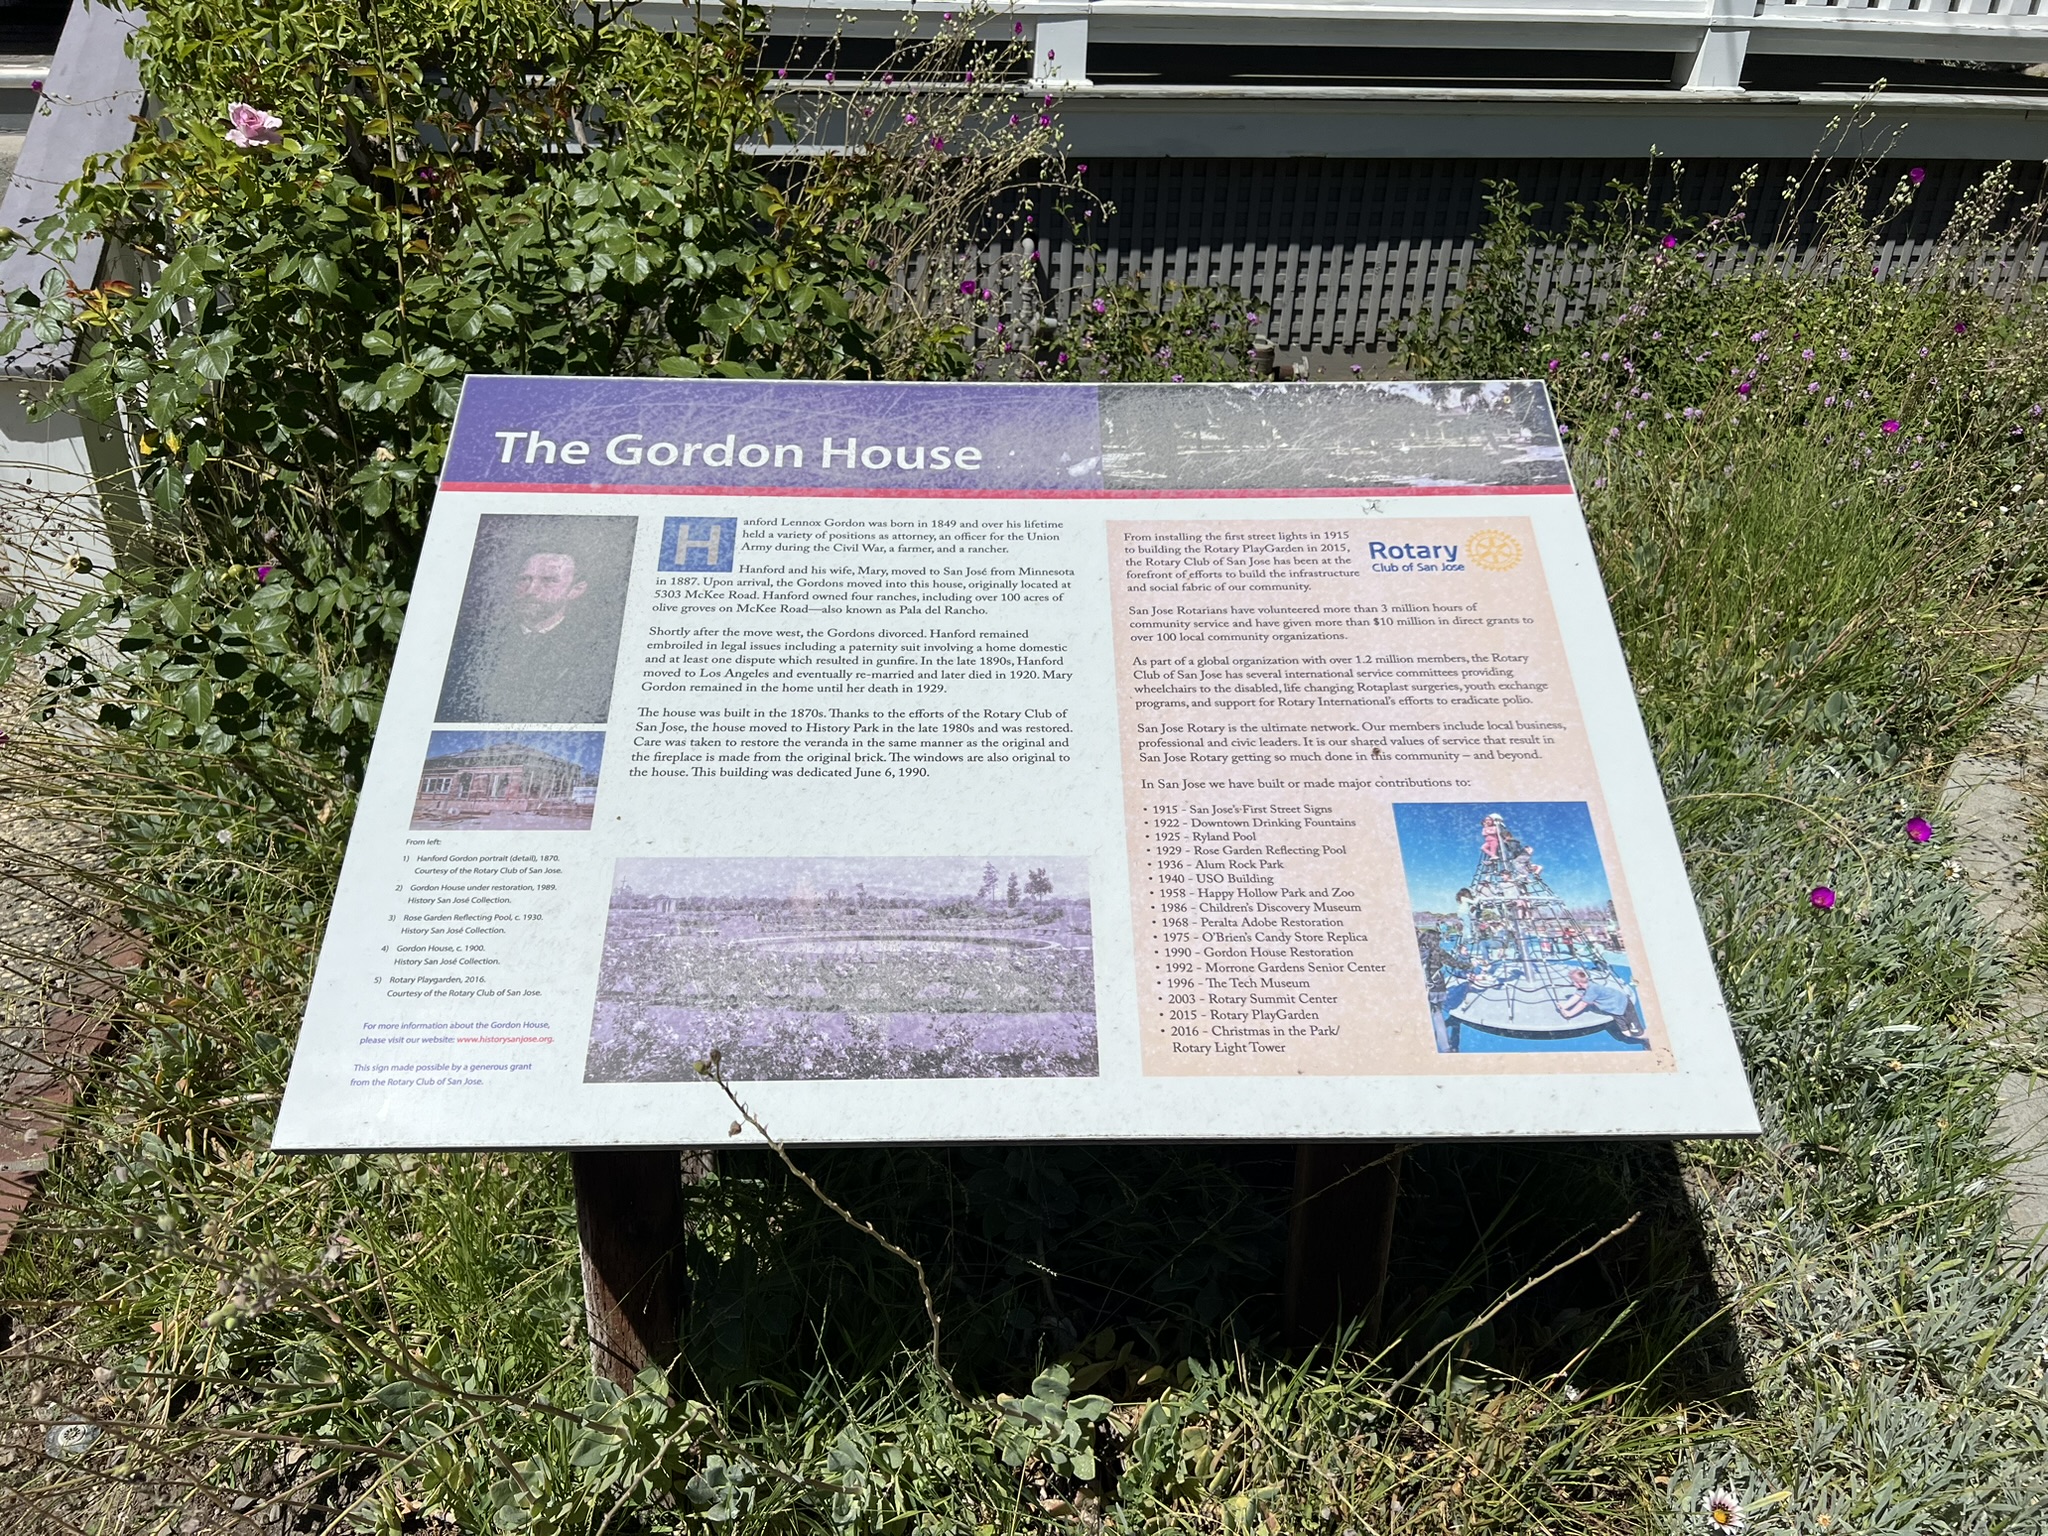 The Gordon House
Hanford Lennox Gordon was born in 1849 and over his lifetime
held a variety of positions as attorney, an officer for the Union
Army during the Civil War, a farmer, and a rancher.
Hanford and his wife, Mary, moved to San José from Minnesota
in 1887. Upon arrival, the Gordons moved into this house, originally located at
5303 McKee Road. Hanford owned four ranches, including over 100 acres of
olive groves on McKee Road—also known as Pala del Rancho.
Shortly after the move west, the Gordons divorced. Hanford remained
embroiled in legal issues including a paternity suit involving a home domestic
and at least one dispute which resulted in gunfire. In the late 1890s, Hanford
moved to Los Angeles and eventually re-married and later died in 1920. Mary
Gordon remained in the home until her death in 1929.
The house was built in the 1870s. Thanks to the efforts of the Rotary Club of
San Jose, the house moved to History Park in the late 1980s and was restored.
Care was taken to restore the veranda in the same manner as the original and
the fireplace is made from the original brick. The windows are also original to
the house. This building was dedicated June 6, 1990.
From left:
1) Hanford Gordon portrait (detail), 1870.
Courtesy of the Rotary Club of San Jose.
2) Gordon House under restoration, 1989.
History San José Collection.
3) Rose Garden Reflecting Pool, c. 1930.
History San José Collection.
4) Gordon House, c. 1900.
History San José Collection.
5) Rotary Playgarden, 2016.
Courtesy of the Rotary Club of San Jose.
For more information about the Gordon House,
please visit our website: www.historysanjose.org.
This sign made possible by a generous grant
from the Rotary Club of San Jose.
From installing the first street lights in 1915
to building the Rotary PlayGarden in 2015,
the Rotary Club of San Jose has been at the
forefront of efforts to build the infrastructure
and social fabric of our community.
Rotary
Club of San Jose
San Jose Rotarians have volunteered more than 3 million hours of
community service and have given more than $10 million in direct grants to
over 100 local community organizations.
As part of a global organization with over 1.2 million members, the Rotary
Club of San Jose has several international service committees providing
wheelchairs to the disabled, life changing Rotaplast surgeries, youth exchange
programs, and support for Rotary International's efforts to eradicate polio.
San Jose Rotary is the ultimate network. Our members include local business,
professional and civic leaders. It is our shared values of service that result in
San Jose Rotary getting so much done in this community – and beyond.
In San Jose we have built or made major contributions to:
• 1915 - San Jose's First Street Signs
• 1922 - Downtown Drinking Fountains
• 1925 - Ryland Pool
• 1929 - Rose Garden Reflecting Pool
• 1936 - Alum Rock Park
• 1940 - USO Building
• 1958 - Happy Hollow Park and Zoo
• 1986 - Children's Discovery Museum
• 1968 - Peralta Adobe Restoration
• 1975 - O'Brien's Candy Store Replica
• 1990 - Gordon House Restoration
• 1992 - Morrone Gardens Senior Center
• 1996 - The Tech Museum
• 2003 - Rotary Summit Center
• 2015 - Rotary PlayGarden
• 2016 - Christmas in the Park/
Rotary Light Tower